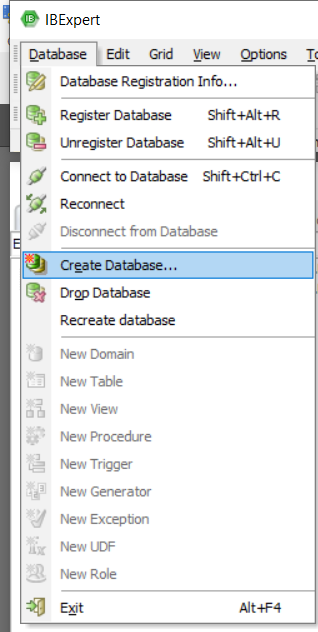 IBExpert
Database Edit Grid View Options
Database Registration Info...
Register Database Shift+Alt+R
Unregister Database Shift+Alt+U
Connect to Database Shift+Ctrl+C
Reconnect
Disconnect from Database
Create Database...
Drop Database
Recreate database
New Domain
New Table
New View
New Procedure
New Trigger
New Generator
New Exception
New UDF
New Role
Exit Alt+F4